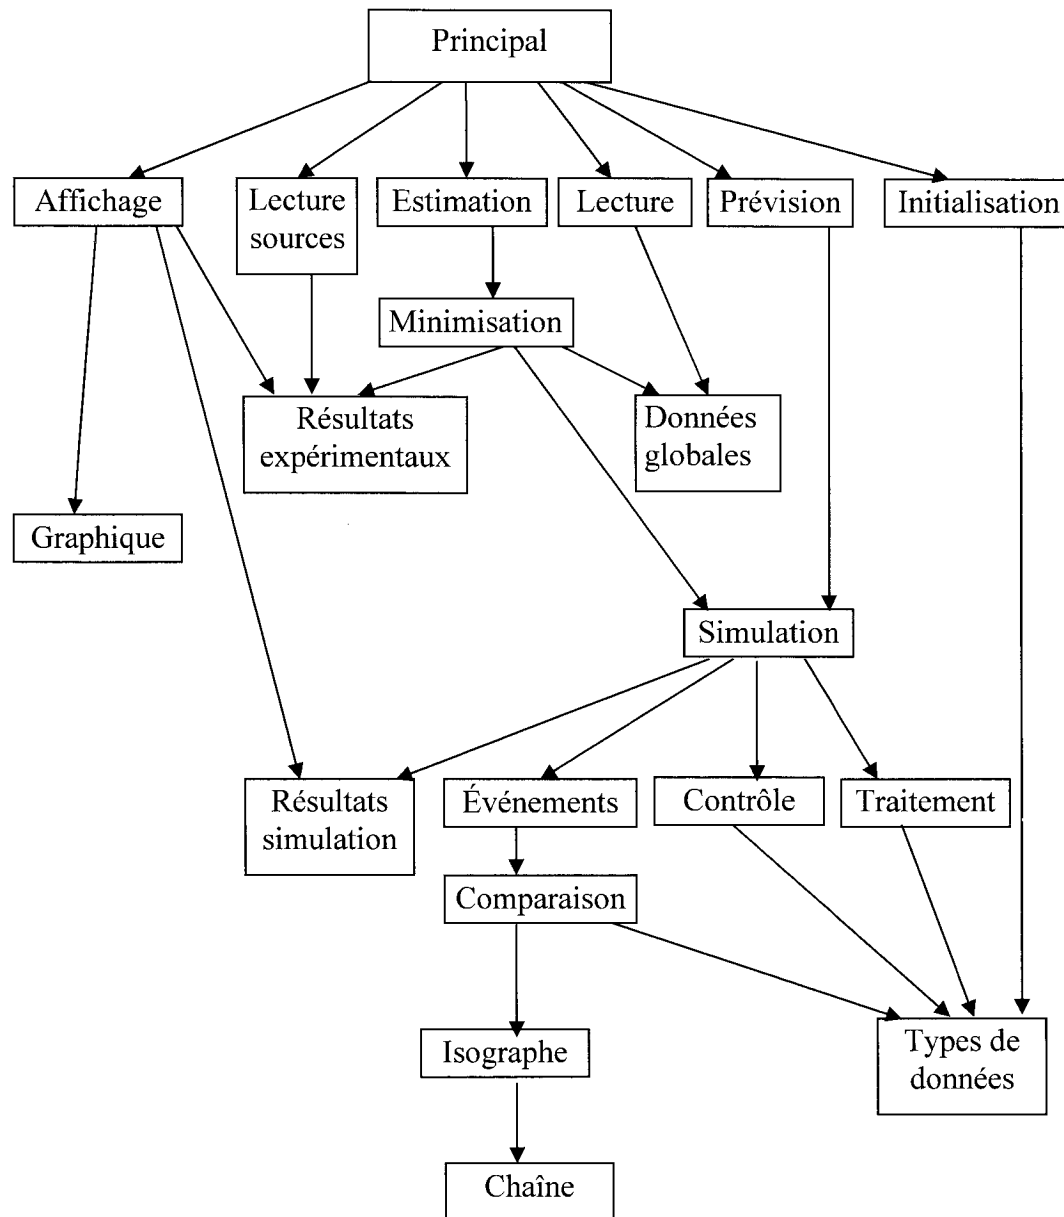 Principal
Affichage
Lecture
sources
Estimation
Lecture
Prévision
Initialisation
Minimisation
Résultats
expérimentaux
Données
globales
Graphique
Simulation
Résultats
simulation
Événements
Contrôle
Traitement
Comparaison
Isographe
Types de
données
Chaîne